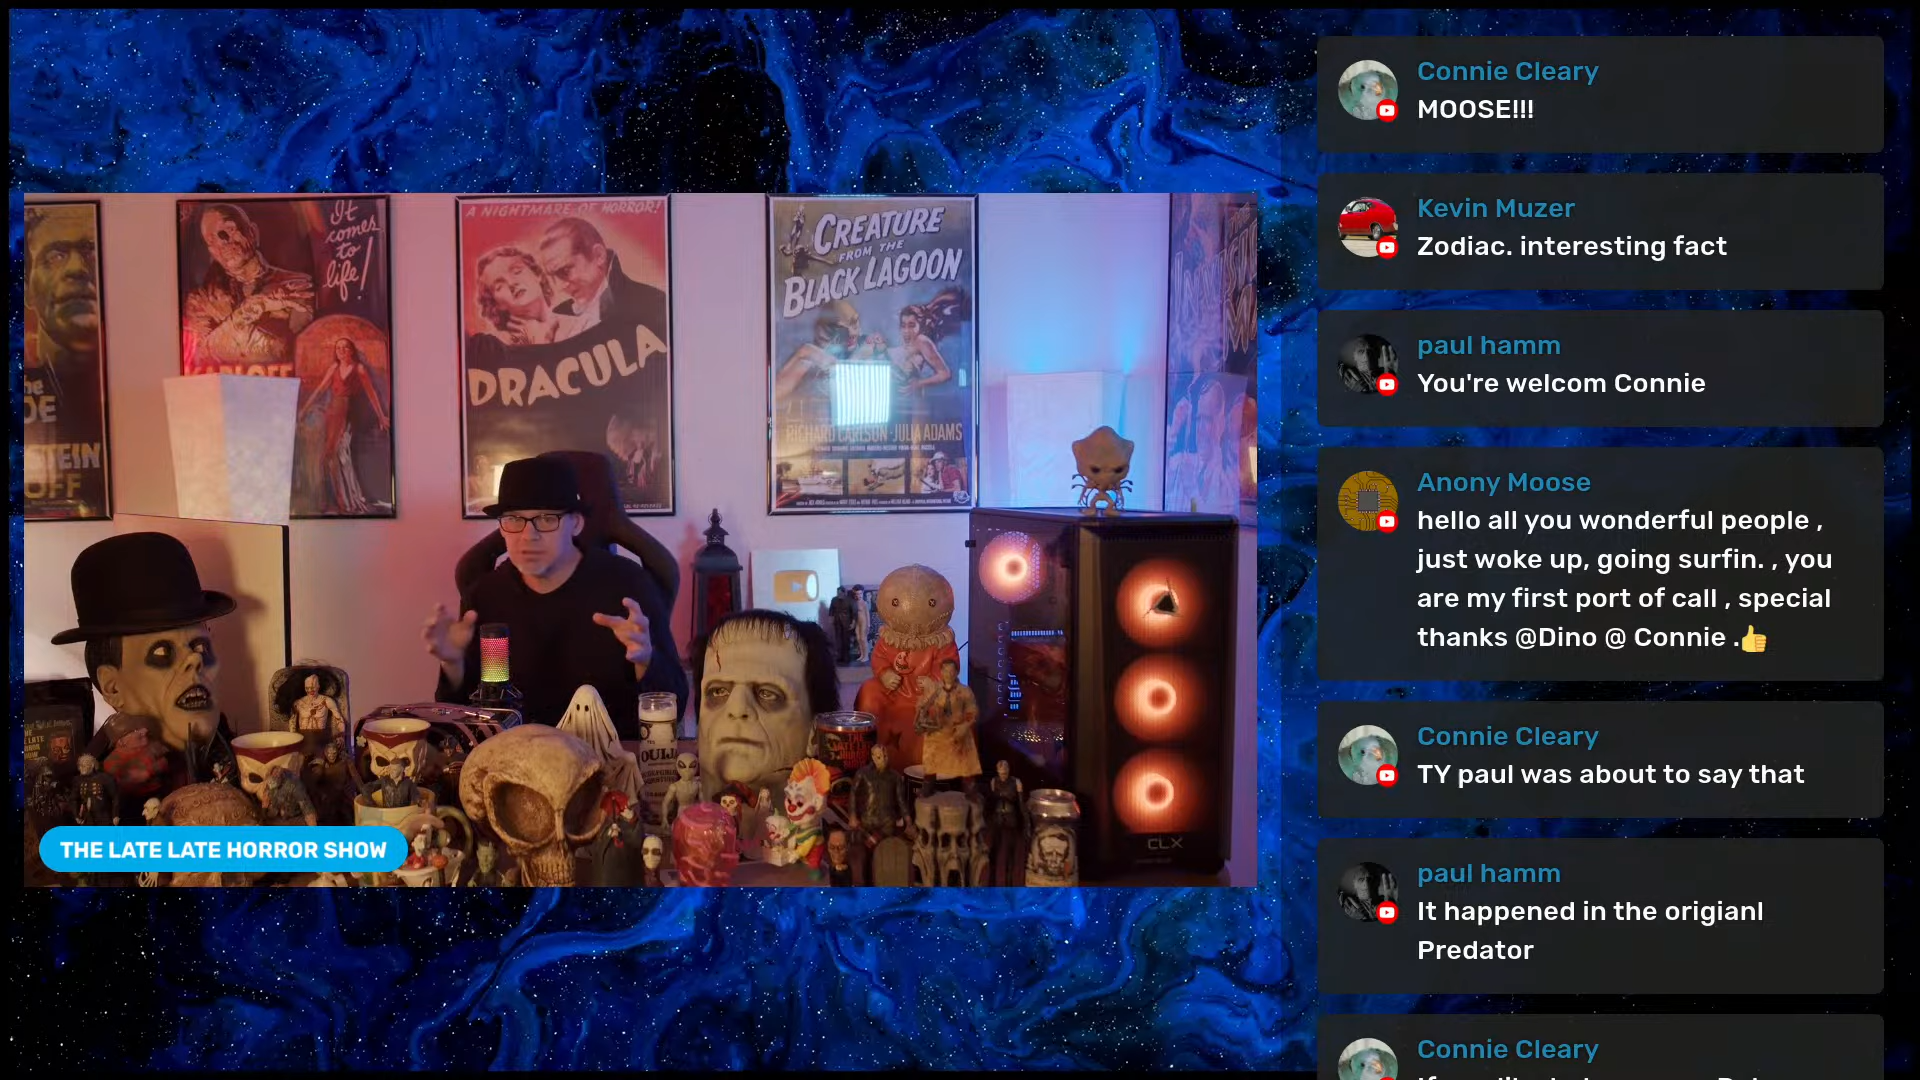 Connie Cleary
MOOSE!!!
Kevin Muzer
Zodiac. interesting fact
paul hamm
You're welcom Connie
Anony Moose
hello all you wonderful people ,
just woke up, going surfin. , you
are my first port of call , special
thanks @Dino @ Connie .👍
Connie Cleary
TY paul was about to say that
paul hamm
It happened in the origianl
Predator
Connie Cleary
It
comes
to
life!
A NIGHTMARE OF HORROR!
DRACULA
CREATURE
FROM THE
BLACK LAGOON
RICHARD CARLSON · JULIA ADAMS
OUIJA
CLX
THE LATE LATE HORROR SHOW